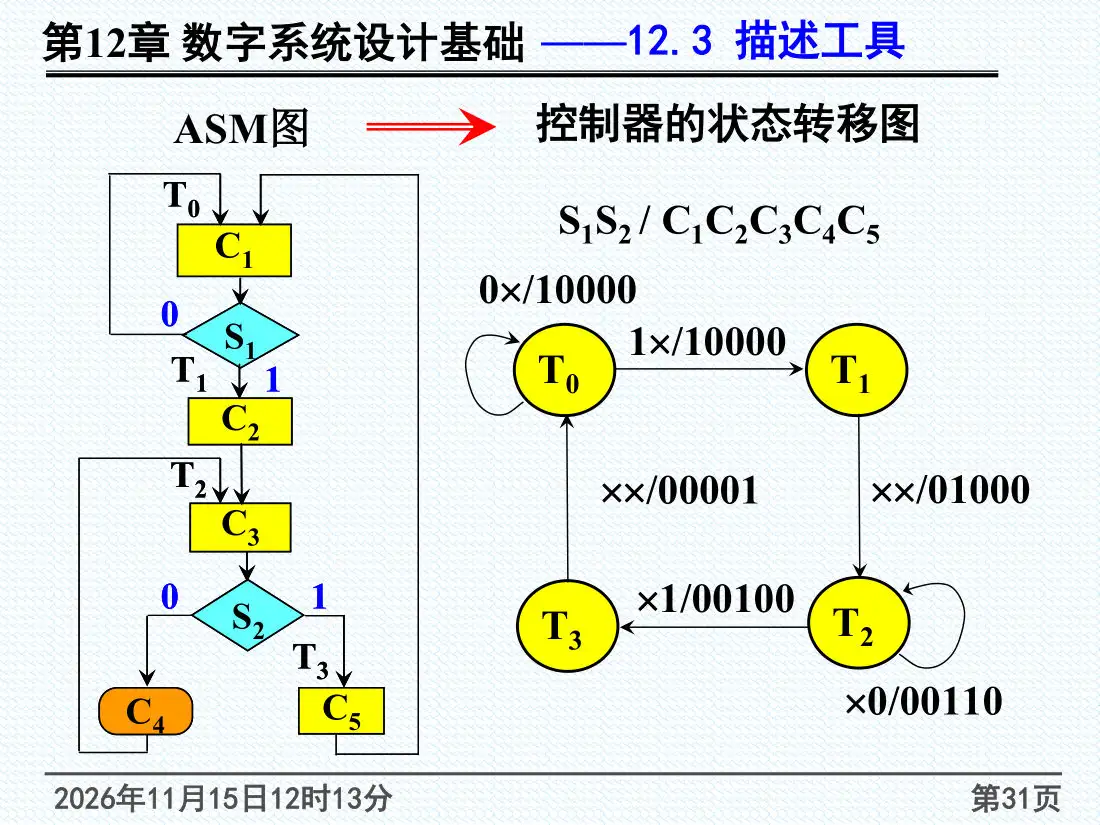 第12章 数字系统设计基础 ——12.3 描述工具
ASM图
控制器的状态转移图
T₀
C₁
0
S₁
T₁
1
C₂
T₂
C₃
0
1
S₂
T₃
C₄
C₅
S₁S₂ / C₁C₂C₃C₄C₅
0×/10000
1×/10000
T₀
T₁
××/00001
××/01000
×1/00100
T₃
T₂
×0/00110
2026年11月15日12时13分
第31页